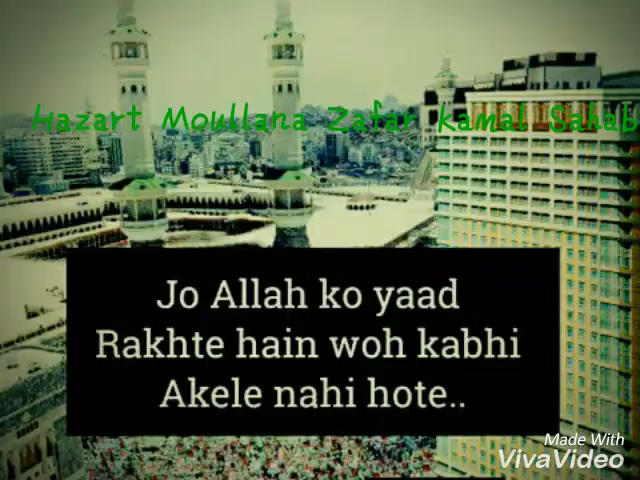 Hazart Moullana Zafar kamal Sahab
Jo Allah ko yaad
Rakhte hain woh kabhi
Akele nahi hote..
Made With
VivaVideo